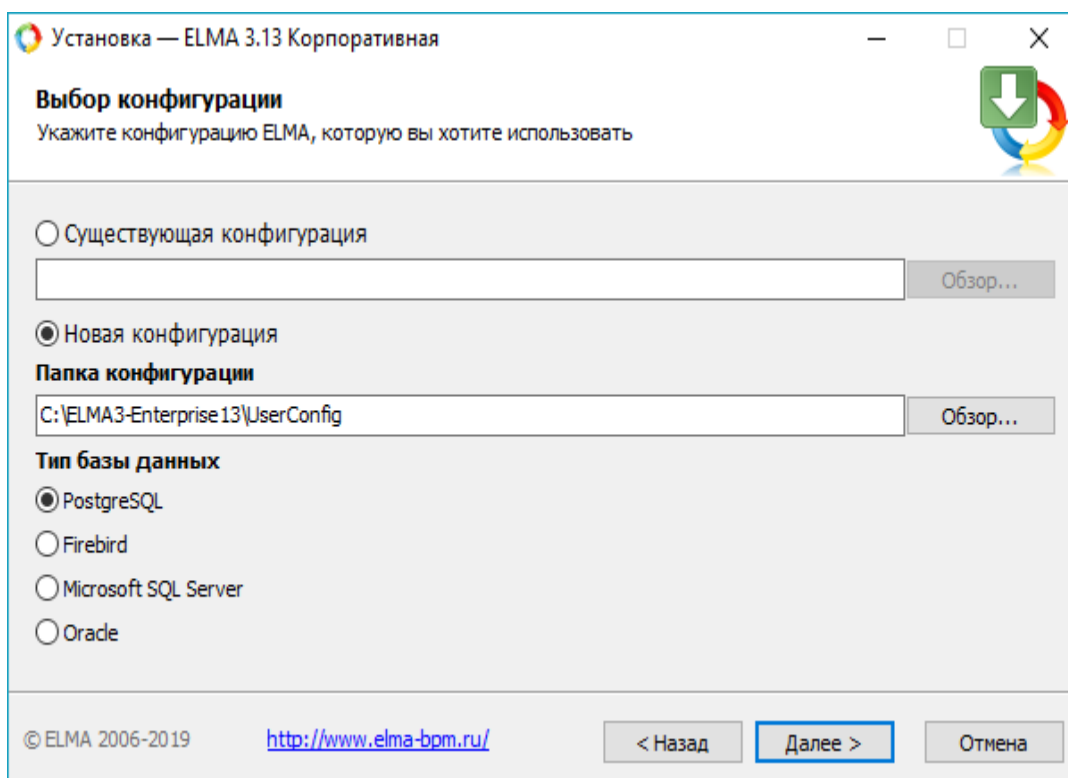 Установка — ELMA 3.13 Корпоративная
Выбор конфигурации
Укажите конфигурацию ELMA, которую вы хотите использовать
Существующая конфигурация
Обзор...
Новая конфигурация
Папка конфигурации
C:\ELMA3-Enterprise13\UserConfig Обзор...
Тип базы данных
PostgreSQL
Firebird
Microsoft SQL Server
Oracle
© ELMA 2006-2019 http://www.elma-bpm.ru/ < Назад Далее > Отмена